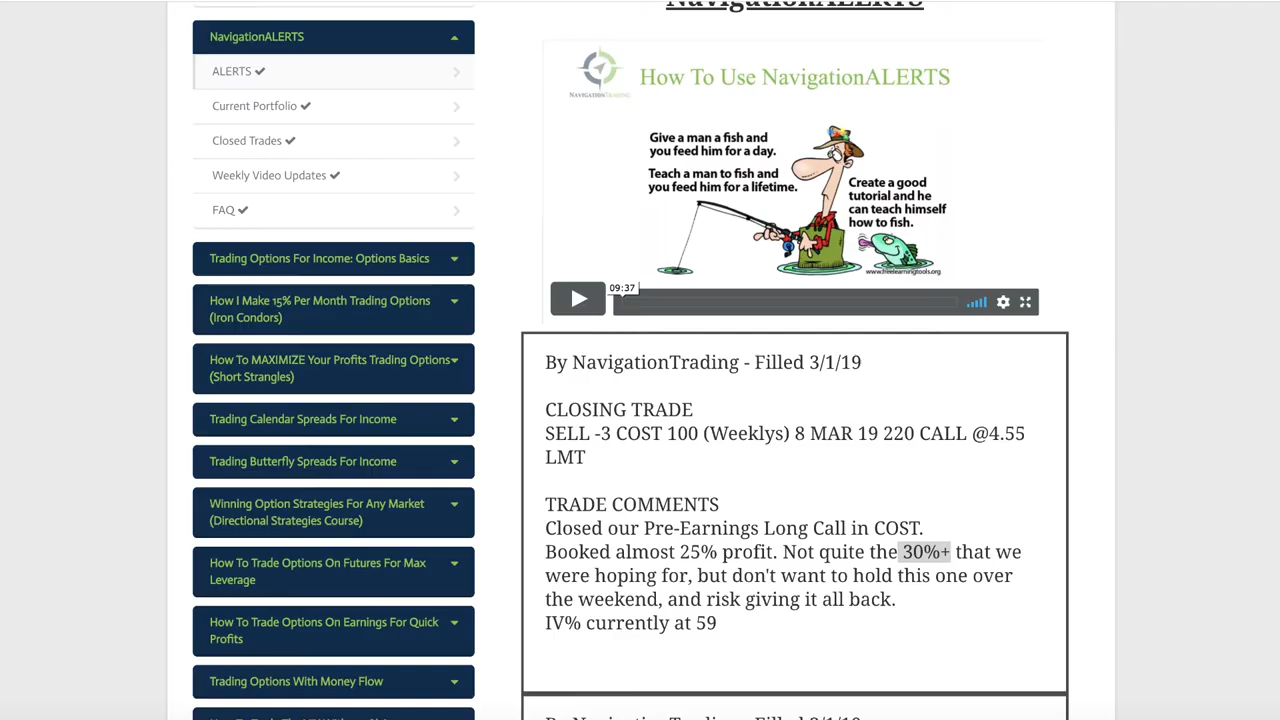 NavigationALERTS
NavigationALERTS
ALERTS
Current Portfolio
Closed Trades
Weekly Video Updates
FAQ
Trading Options For Income: Options Basics
How I Make 15% Per Month Trading Options
(Iron Condors)
How To MAXIMIZE Your Profits Trading Options
(Short Strangles)
Trading Calendar Spreads For Income
Trading Butterfly Spreads For Income
Winning Option Strategies For Any Market
(Directional Strategies Course)
How To Trade Options On Futures For Max
Leverage
How To Trade Options On Earnings For Quick
Profits
Trading Options With Money Flow
NAVIGATIONTRADING
How To Use NavigationALERTS
Give a man a fish and
you feed him for a day.
Teach a man to fish and
you feed him for a lifetime.
Create a good
tutorial and he
can teach himself
how to fish.
www.freelearningtools.org
09:37
By NavigationTrading - Filled 3/1/19
CLOSING TRADE
SELL -3 COST 100 (Weeklys) 8 MAR 19 220 CALL @4.55
LMT
TRADE COMMENTS
Closed our Pre-Earnings Long Call in COST.
Booked almost 25% profit. Not quite the 30%+ that we
were hoping for, but don't want to hold this one over
the weekend, and risk giving it all back.
IV% currently at 59